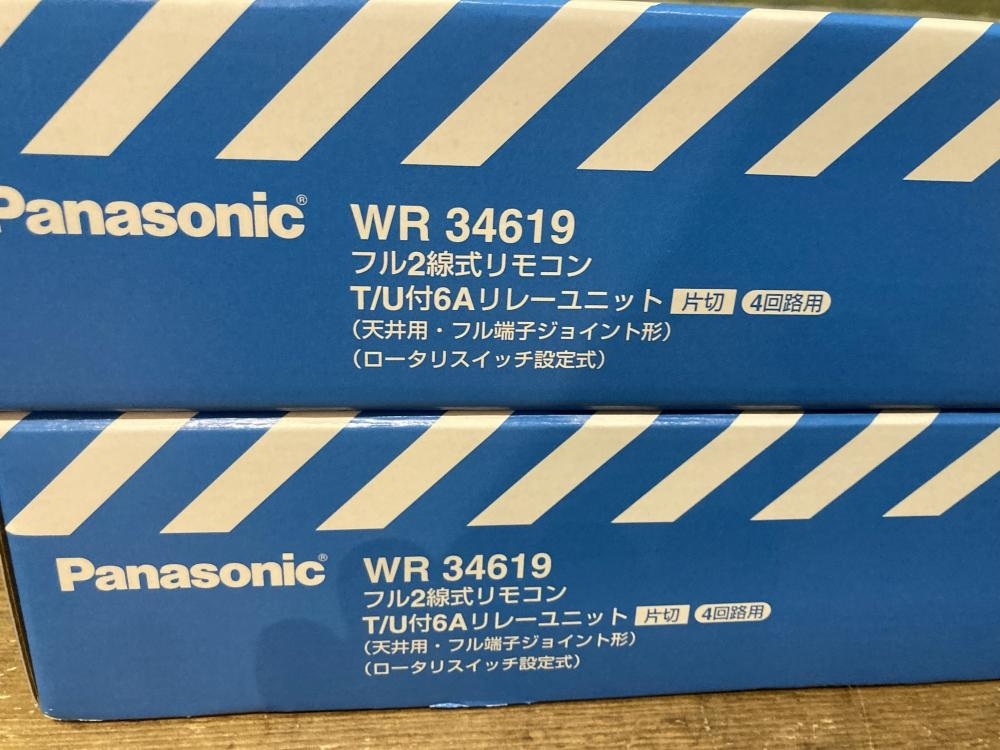 Panasonic®
WR 34619
フル2線式リモコン
T/U付6Aリレーユニット 片切 4回路用
(天井用・フル端子ジョイント形)
(ロータリスイッチ設定式)
Panasonic®
WR 34619
フル2線式リモコン
T/U付6Aリレーユニット 片切 4回路用
(天井用・フル端子ジョイント形)
(ロータリスイッチ設定式)